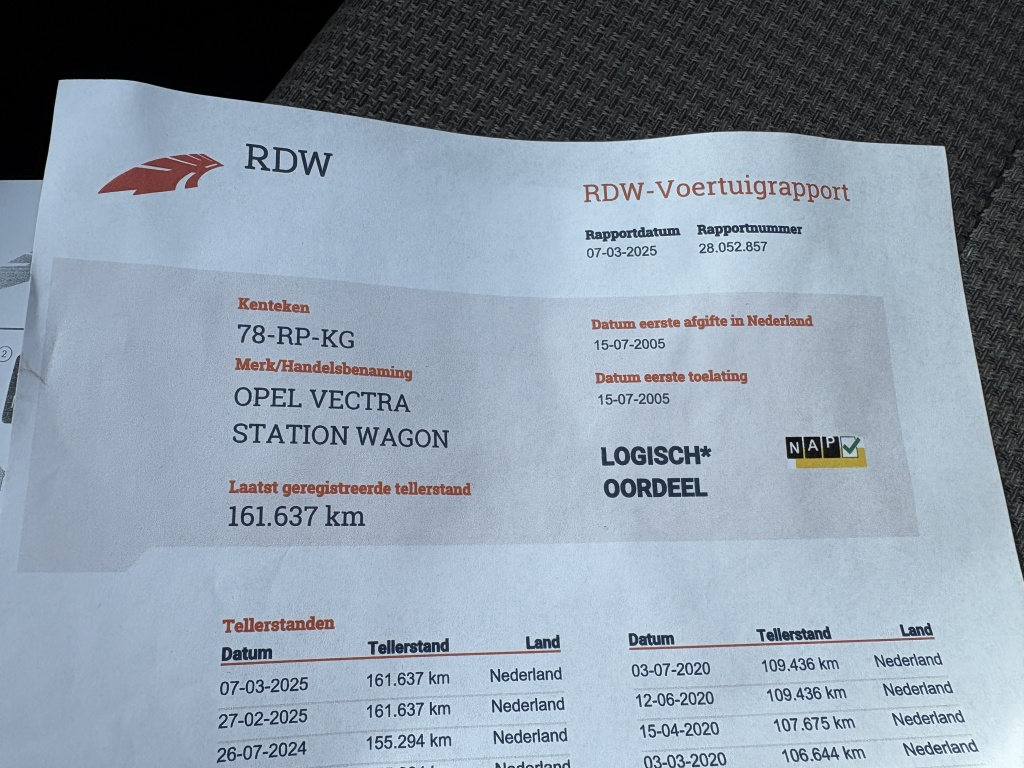 RDW
RDW-Voertuigrapport
Rapportdatum Rapportnummer
07-03-2025 28.052.857
Kenteken
78-RP-KG
Merk/Handelsbenaming
OPEL VECTRA
STATION WAGON
Laatst geregistreerde tellerstand
161.637 km
Datum eerste afgifte in Nederland
15-07-2005
Datum eerste toelating
15-07-2005
LOGISCH*
OORDEEL
NAP
Tellerstanden
Datum Tellerstand Land
07-03-2025 161.637 km Nederland
27-02-2025 161.637 km Nederland
26-07-2024 155.294 km Nederland
Nederland
Datum Tellerstand Land
03-07-2020 109.436 km Nederland
12-06-2020 109.436 km Nederland
15-04-2020 107.675 km Nederland
03-03-2020 106.644 km Nederland
2